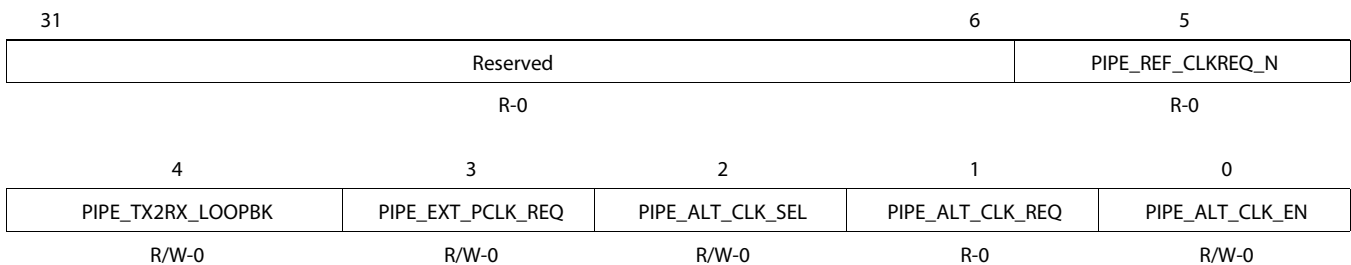 31 6 5
Reserved PIPE_REF_CLKREQ_N
R-0 R-0
4 3 2 1 0
PIPE_TX2RX_LOOPBK PIPE_EXT_PCLK_REQ PIPE_ALT_CLK_SEL PIPE_ALT_CLK_REQ PIPE_ALT_CLK_EN
R/W-0 R/W-0 R/W-0 R-0 R/W-0